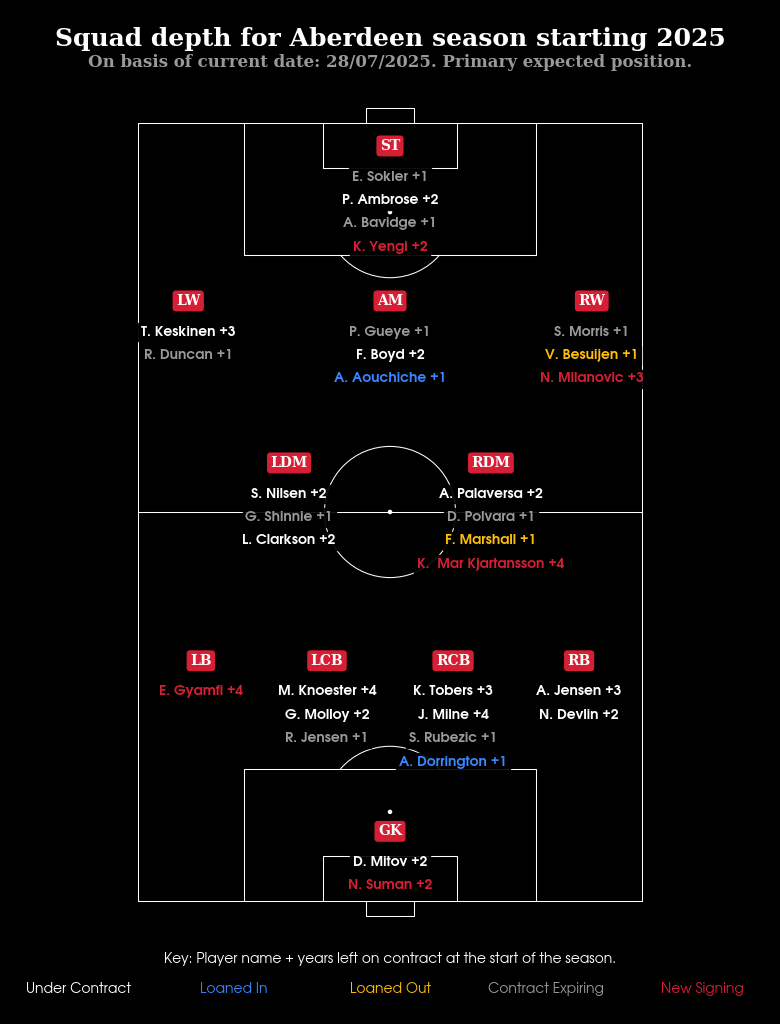 Squad depth for Aberdeen season starting 2025
On basis of current date: 28/07/2025. Primary expected position.
ST
E. Sokler +1
P. Ambrose +2
A. Bavidge +1
K. Yengi +2
LW
AM
RW
T. Keskinen +3
P. Gueye +1
S. Morris +1
R. Duncan +1
F. Boyd +2
V. Besuijen +1
A. Aouchiche +1
N. Milanovic +3
LDM
RDM
S. Nilsen +2
A. Palaversa +2
G. Shinnie +1
D. Polvara +1
L. Clarkson +2
F. Marshall +1
K. Mar Kjartansson +4
LB
LCB
RCB
RB
E. Gyamfi +4
M. Knoester +4
K. Tobers +3
A. Jensen +3
G. Molloy +2
J. Milne +4
N. Devlin +2
R. Jensen +1
S. Rubezic +1
A. Dorrington +1
GK
D. Mitov +2
N. Suman +2
Key: Player name + years left on contract at the start of the season.
Under Contract
Loaned In
Loaned Out
Contract Expiring
New Signing